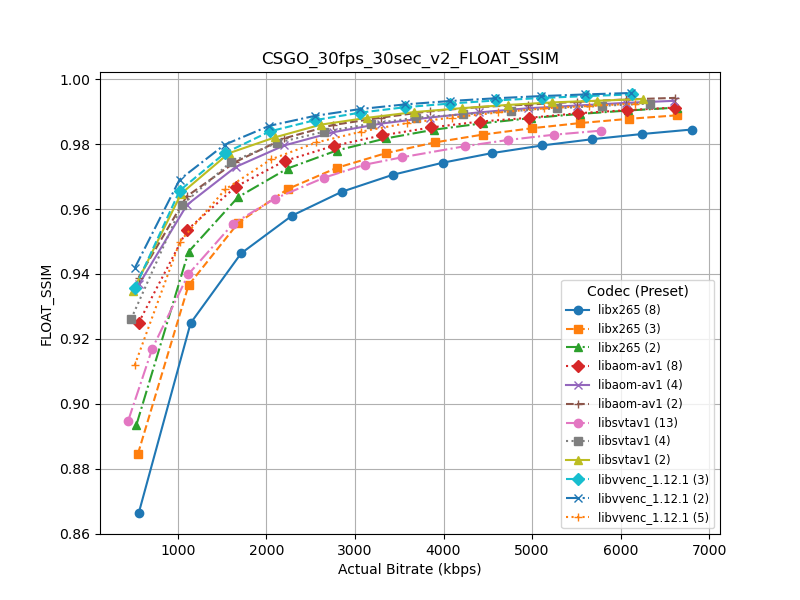 CSGO_30fps_30sec_v2_FLOAT_SSIM
1.00
0.98
0.96
0.94
0.92
0.90
0.88
0.86
FLOAT_SSIM
1000
2000
3000
4000
5000
6000
7000
Actual Bitrate (kbps)
Codec (Preset)
libx265 (8)
libx265 (3)
libx265 (2)
libaom-av1 (8)
libaom-av1 (4)
libaom-av1 (2)
libsvtav1 (13)
libsvtav1 (4)
libsvtav1 (2)
libvvenc_1.12.1 (3)
libvvenc_1.12.1 (2)
libvvenc_1.12.1 (5)